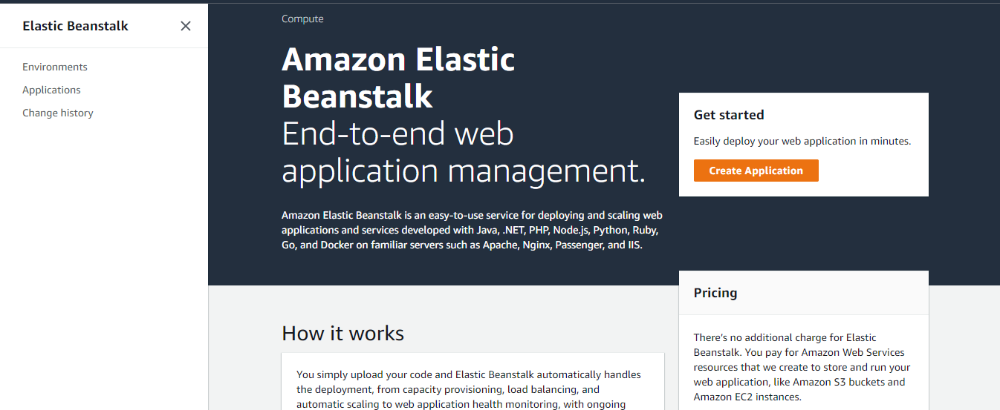 Elastic Beanstalk
Environments
Applications
Change history
Compute
Amazon Elastic
Beanstalk
End-to-end web
application management.
Amazon Elastic Beanstalk is an easy-to-use service for deploying and scaling web
applications and services developed with Java, .NET, PHP, Node.js, Python, Ruby,
Go, and Docker on familiar servers such as Apache, Nginx, Passenger, and IIS.
Get started
Easily deploy your web application in minutes.
Create Application
How it works
You simply upload your code and Elastic Beanstalk automatically handles
the deployment, from capacity provisioning, load balancing, and
automatic scaling to web application health monitoring, with ongoing
Pricing
There's no additional charge for Elastic
Beanstalk. You pay for Amazon Web Services
resources that we create to store and run your
web application, like Amazon S3 buckets and
Amazon EC2 instances.